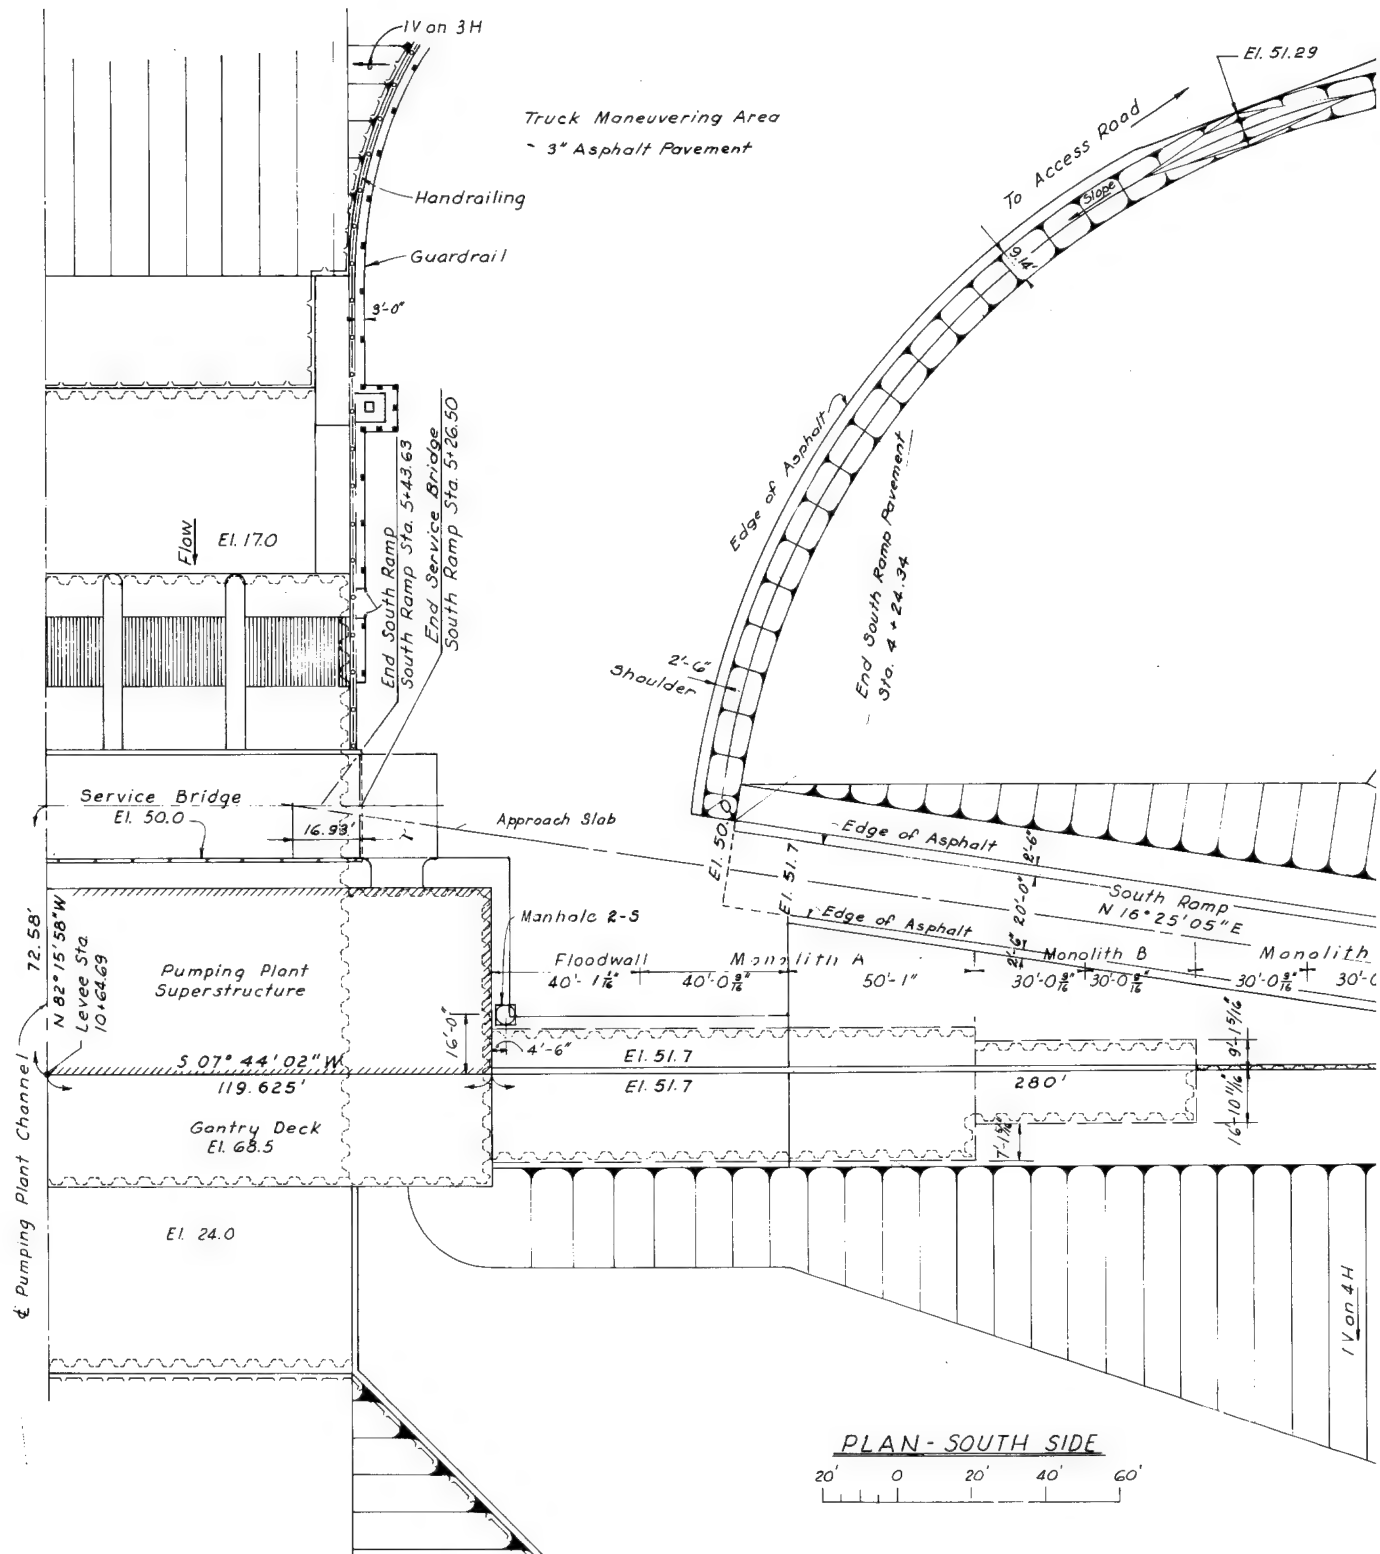 1V on 3H
El. 51.29
Truck Maneuvering Area
- 3" Asphalt Pavement
To Access Road
Slope
Handrailing
9.14'
Guardrail
3'-0"
Edge of Asphalt
End South Ramp
South Ramp Sta. 5+43.63
End Service Bridge
South Ramp Sta. 5+26.50
End South Ramp Pavement
Sta. 4 + 24.34
Flow
El. 17.0
2'-6"
Shoulder
Service Bridge
El. 50.0
16.93'
Approach Slab
El. 50.0
El. 51.7
Edge of Asphalt
2'-6"
20'-0"
2'-6"
South Ramp
N 16° 25' 05" E
Edge of Asphalt
72.58'
N 82° 15' 58" W
Levee Sta.
10+64.69
Manhole 2-S
Pumping Plant
Superstructure
Floodwall
Monolith A
Monolith B
Monolith
40'-1 1/16"
40'-0 9/16"
50'-1"
30'-0 9/16"
30'-0 9/16"
30'-0 9/16"
30'-0
16'-0"
4'-6"
9'-1 5/16"
16'-10 11/16"
7'-1 5/16"
S 07° 44' 02" W
119.625'
El. 51.7
El. 51.7
280'
Gantry Deck
El. 68.5
℄ Pumping Plant Channel
El. 24.0
1V on 4H
PLAN - SOUTH SIDE
20' 0 20' 40' 60'